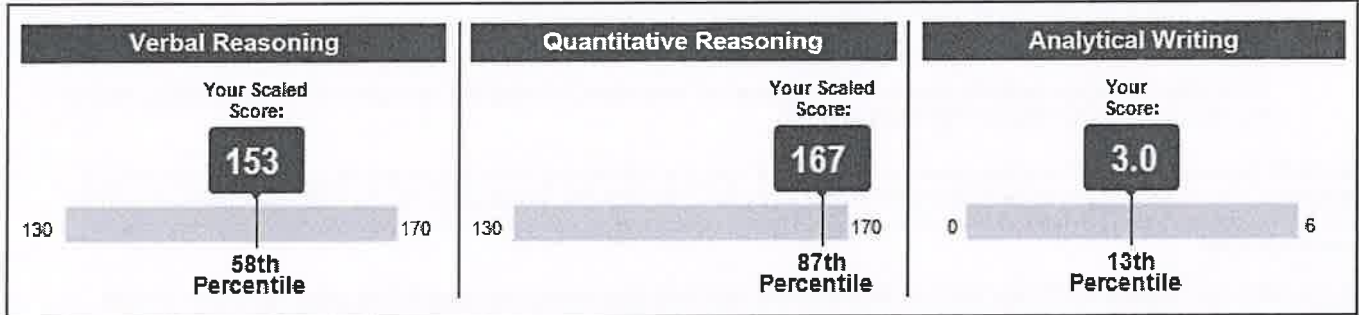 Verbal Reasoning
Your Scaled
Score:
153
130
170
58th
Percentile
Quantitative Reasoning
Your Scaled
Score:
167
130
170
87th
Percentile
Analytical Writing
Your
Score:
3.0
0
6
13th
Percentile